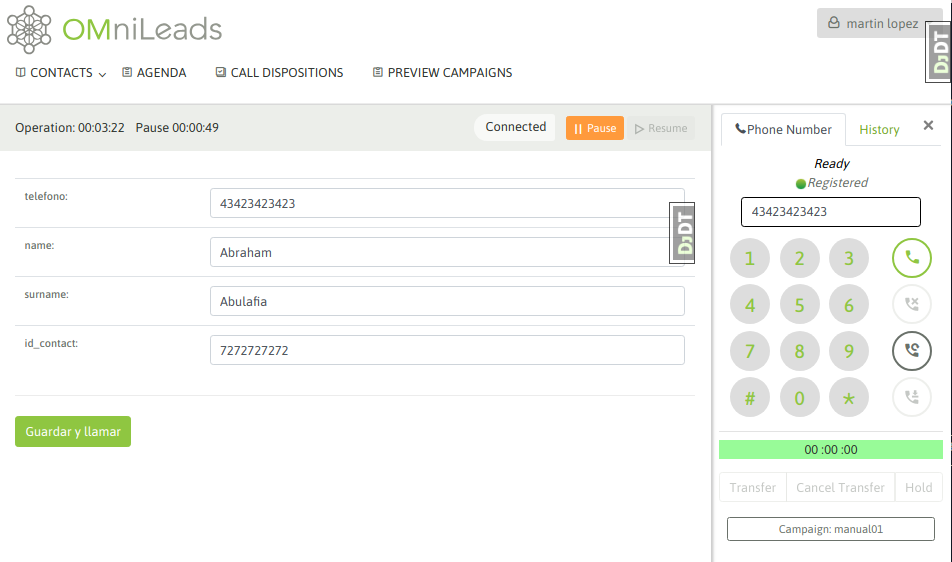 OMniLeads
martin lopez
DJDT
CONTACTS AGENDA CALL DISPOSITIONS PREVIEW CAMPAIGNS
Operation: 00:03:22 Pause 00:00:49 Connected Pause Resume
telefono: 43423423423
DJDT
name: Abraham
surname: Abulafia
id_contact: 7272727272
Guardar y llamar
Phone Number History ×
Ready
Registered
43423423423
1 2 3
4 5 6
7 8 9
# 0 *
00 :00 :00
Transfer Cancel Transfer Hold
Campaign: manual01